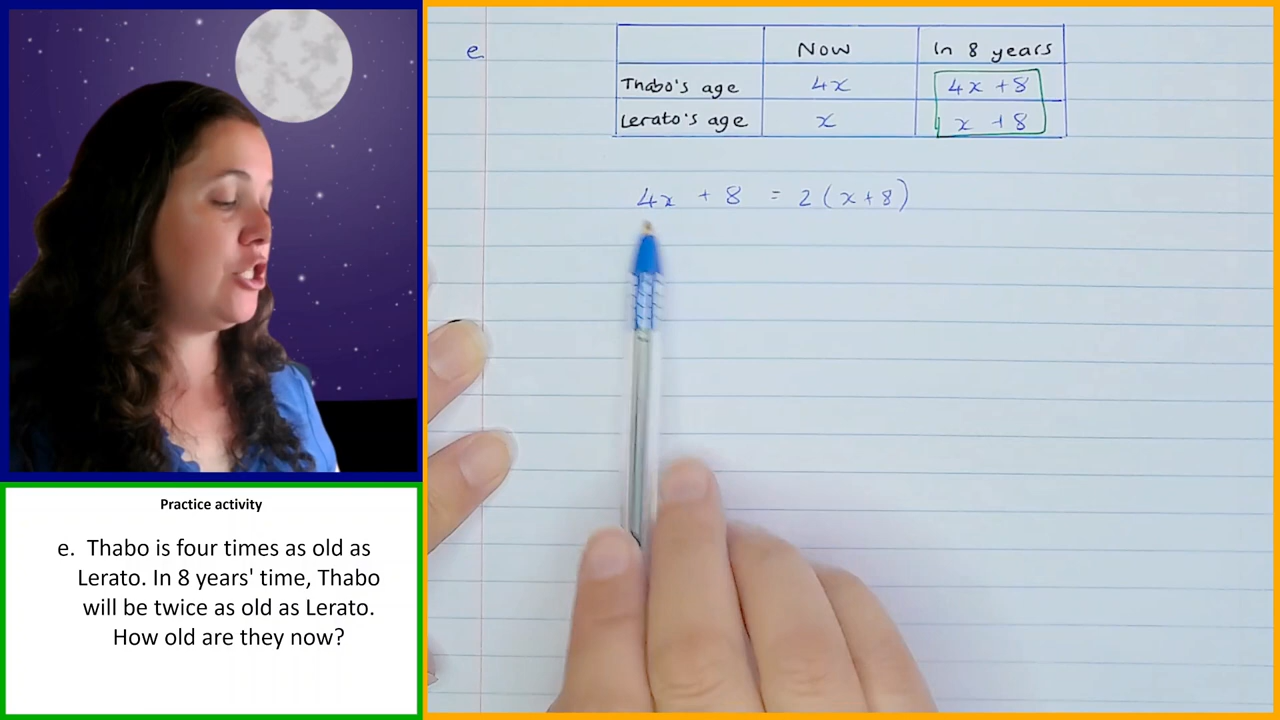 e
Now In 8 years
Thabo's age 4x 4x + 8
Lerato's age x x + 8
4x + 8 = 2(x+8)
Practice activity
e. Thabo is four times as old as
Lerato. In 8 years' time, Thabo
will be twice as old as Lerato.
How old are they now?